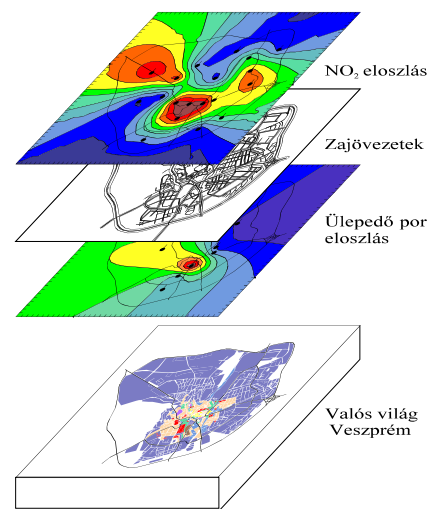 NO₂ eloszlás
Zajövezetek
Ülepedő por
eloszlás
Valós világ
Veszprém